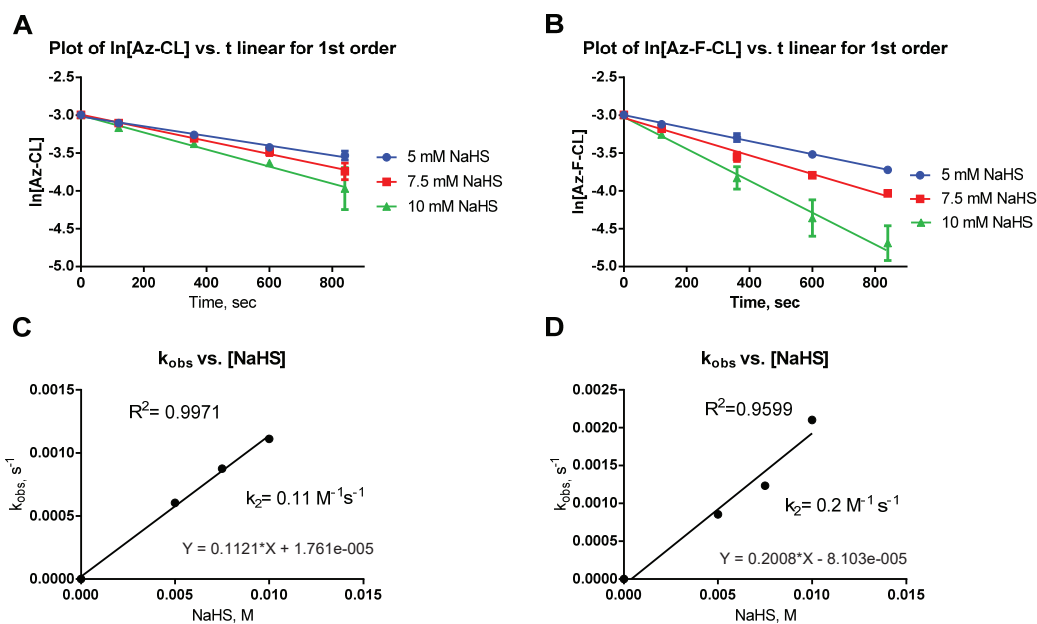 A
Plot of ln[Az-CL] vs. t linear for 1st order
-2.5
-3.0
-3.5
-4.0
-4.5
-5.0
ln[Az-CL]
0 200 400 600 800
Time, sec
5 mM NaHS
7.5 mM NaHS
10 mM NaHS
B
Plot of ln[Az-F-CL] vs. t linear for 1st order
-2.5
-3.0
-3.5
-4.0
-4.5
-5.0
ln[Az-F-CL]
0 200 400 600 800
Time, sec
5 mM NaHS
7.5 mM NaHS
10 mM NaHS
C
kobs vs. [NaHS]
0.0015
0.0010
0.0005
0.0000
kobs, s-1
R2= 0.9971
k2= 0.11 M-1s-1
Y = 0.1121*X + 1.761e-005
0.000 0.005 0.010 0.015
NaHS, M
D
kobs vs. [NaHS]
0.0025
0.0020
0.0015
0.0010
0.0005
0.0000
kobs, s-1
R2=0.9599
k2= 0.2 M-1 s-1
Y = 0.2008*X - 8.103e-005
0.000 0.005 0.010 0.015
NaHS, M